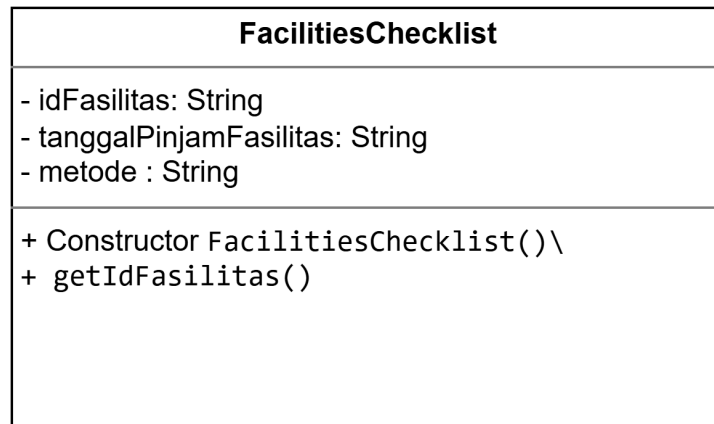 FacilitiesChecklist
- idFasilitas: String
- tanggalPinjamFasilitas: String
- metode : String
+ Constructor FacilitiesChecklist()\
+ getIdFasilitas()